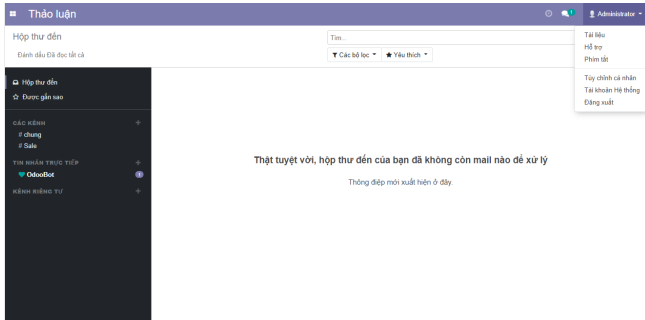 Thảo luận
1
Administrator
Hộp thư đến
Tìm...
Đánh dấu Đã đọc tất cả
Các bộ lọc
Yêu thích
Tài liệu
Hỗ trợ
Phím tắt
Tùy chỉnh cá nhân
Tài khoản Hệ thống
Đăng xuất
Hộp thư đến
Được gắn sao
CÁC KÊNH +
# chung
# Sale
TIN NHẮN TRỰC TIẾP +
OdooBot 1
KÊNH RIÊNG TƯ +
Thật tuyệt vời, hộp thư đến của bạn đã không còn mail nào để xử lý
Thông điệp mới xuất hiện ở đây.